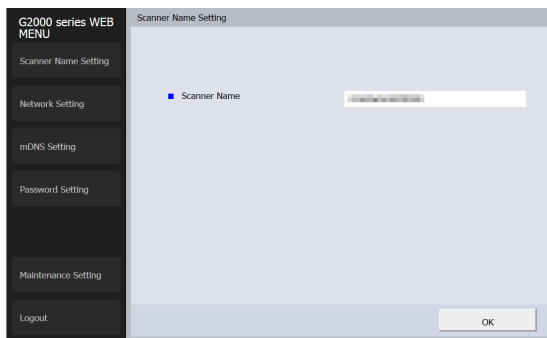 G2000 series WEB
MENU
Scanner Name Setting
Network Setting
mDNS Setting
Password Setting
Maintenance Setting
Logout
Scanner Name Setting
Scanner Name
OK